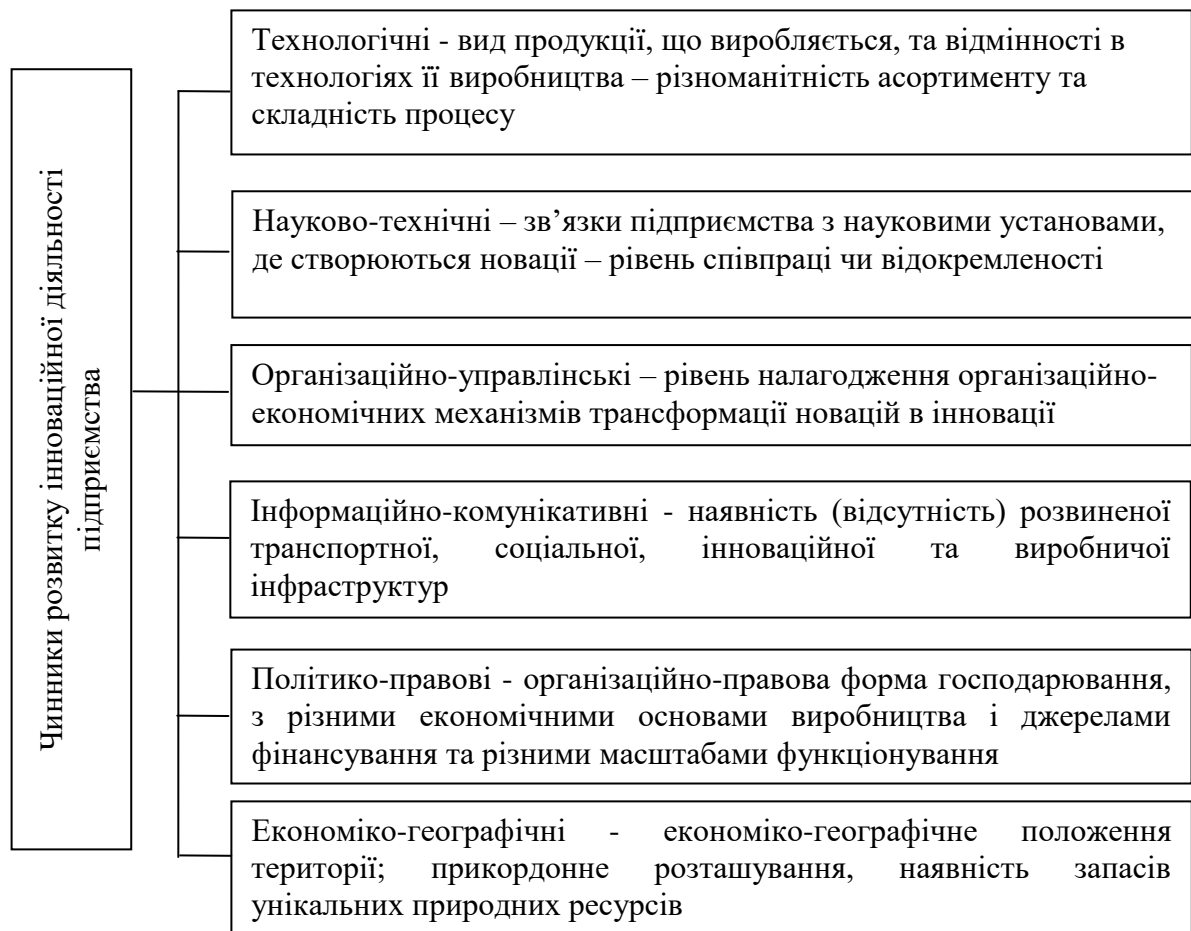 Чинники розвитку інноваційної діяльності
підприємства
Технологічні - вид продукції, що виробляється, та відмінності в
технологіях її виробництва – різноманітність асортименту та
складність процесу
Науково-технічні – зв’язки підприємства з науковими установами,
де створюються новації – рівень співпраці чи відокремленості
Організаційно-управлінські – рівень налагодження організаційно-
економічних механізмів трансформації новацій в інновації
Інформаційно-комунікативні - наявність (відсутність) розвиненої
транспортної, соціальної, інноваційної та виробничої
інфраструктур
Політико-правові - організаційно-правова форма господарювання,
з різними економічними основами виробництва і джерелами
фінансування та різними масштабами функціонування
Економіко-географічні - економіко-географічне положення
території; прикордонне розташування, наявність запасів
унікальних природних ресурсів